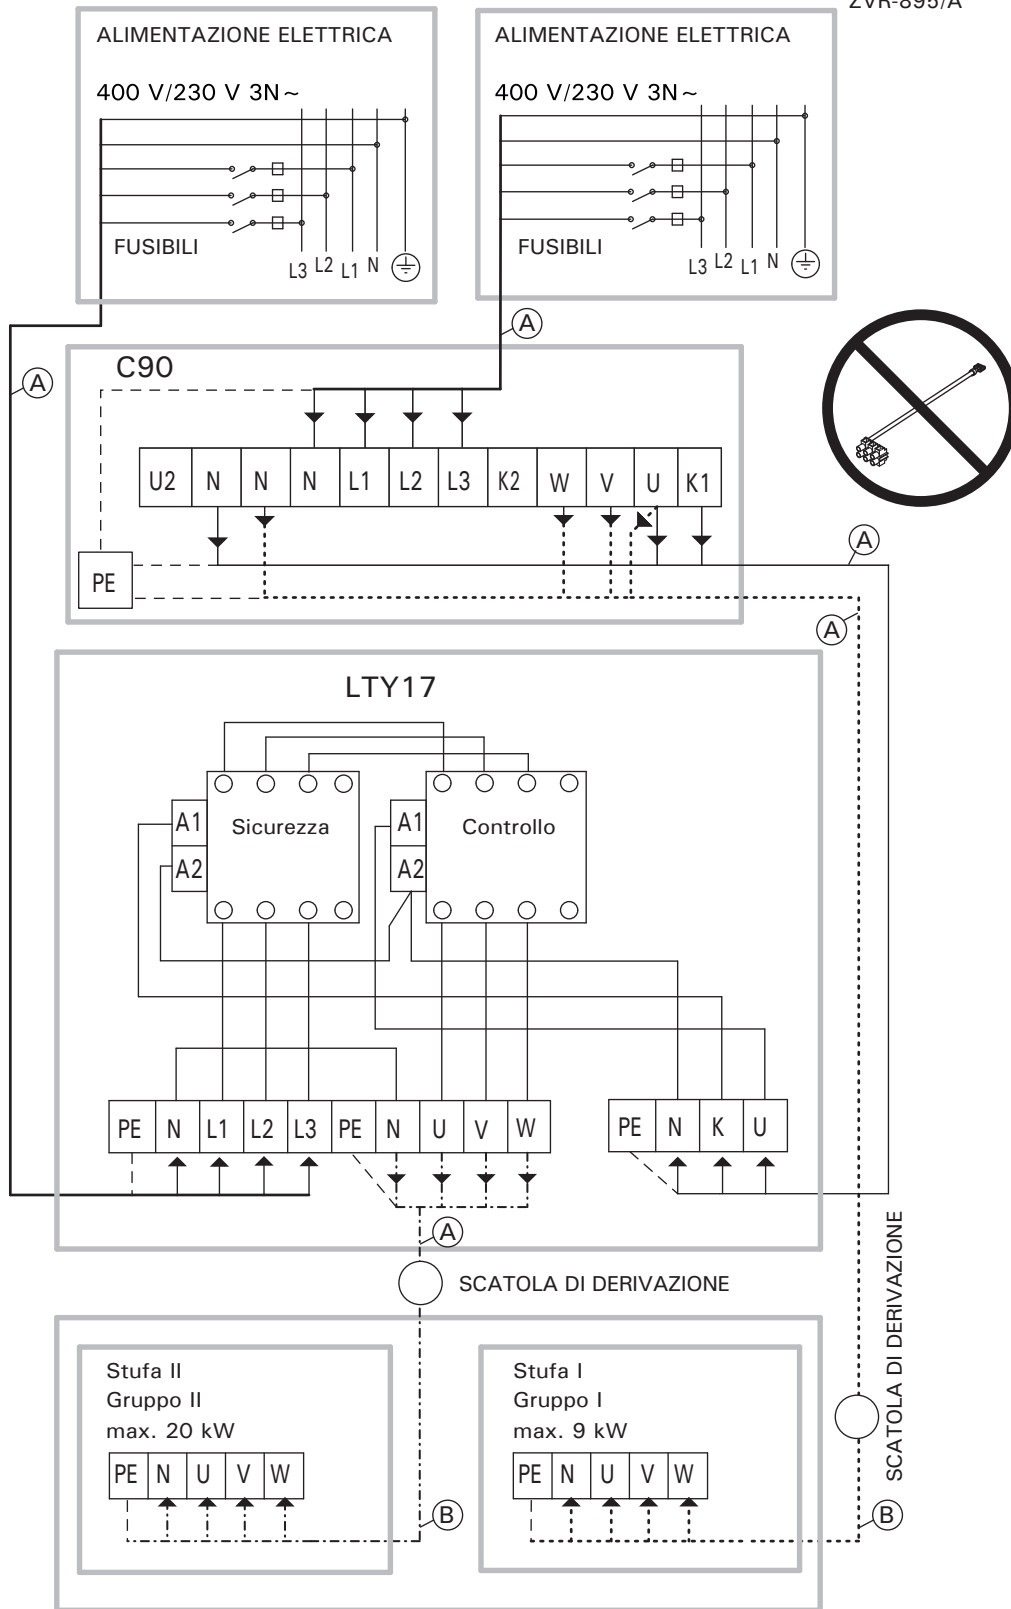 ZVR-895/A
ALIMENTAZIONE ELETTRICA
400 V/230 V 3N~
FUSIBILI
L3 L2 L1 N
ALIMENTAZIONE ELETTRICA
400 V/230 V 3N~
FUSIBILI
L3 L2 L1 N
A
A
C90
U2 N N N L1 L2 L3 K2 W V U K1
PE
A
A
LTY17
A1
A2
Sicurezza
A1
A2
Controllo
PE N L1 L2 L3 PE N U V W
PE N K U
A
SCATOLA DI DERIVAZIONE
SCATOLA DI DERIVAZIONE
Stufa II
Gruppo II
max. 20 kW
PE N U V W
B
Stufa I
Gruppo I
max. 9 kW
PE N U V W
B